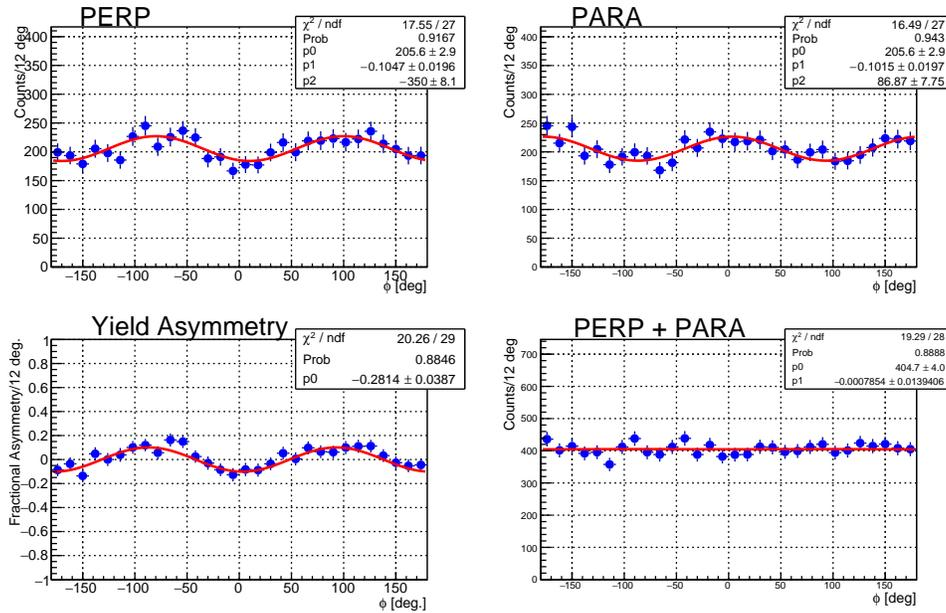 PERP
Counts/12 deg
400
350
300
250
200
150
100
50
0
−150 −100 −50 0 50 100 150
ϕ [deg]
χ² / ndf 17.55 / 27
Prob 0.9167
p0 205.6 ± 2.9
p1 −0.1047 ± 0.0196
p2 −350 ± 8.1
PARA
Counts/12 deg
400
350
300
250
200
150
100
50
0
−150 −100 −50 0 50 100 150
ϕ [deg]
χ² / ndf 16.49 / 27
Prob 0.943
p0 205.6 ± 2.9
p1 −0.1015 ± 0.0197
p2 86.87 ± 7.75
Yield Asymmetry
Fractional Asymmetry/12 deg.
1
0.8
0.6
0.4
0.2
0
−0.2
−0.4
−0.6
−0.8
−1
−150 −100 −50 0 50 100 150
ϕ [deg.]
χ² / ndf 20.26 / 29
Prob 0.8846
p0 −0.2814 ± 0.0387
PERP + PARA
Counts/12 deg
700
600
500
400
300
200
100
0
−150 −100 −50 0 50 100 150
ϕ [deg]
χ² / ndf 19.29 / 28
Prob 0.8888
p0 404.7 ± 4.0
p1 −0.0007854 ± 0.0139406